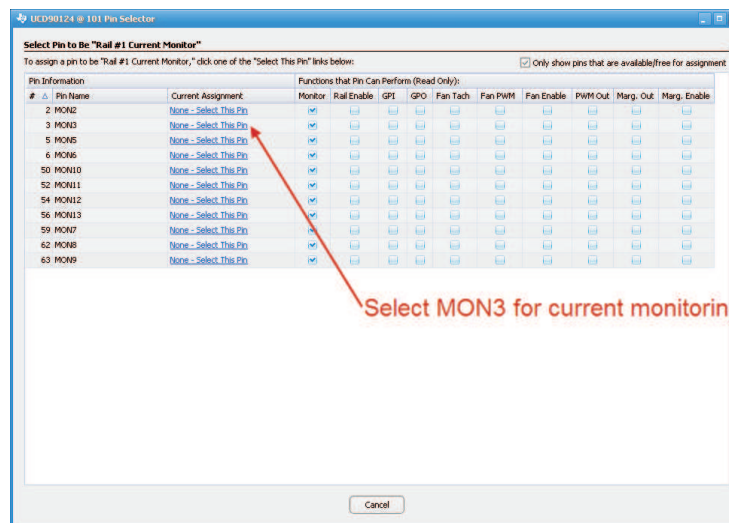 UCD90124 @ 101 Pin Selector
Select Pin to Be "Rail #1 Current Monitor"
To assign a pin to be "Rail #1 Current Monitor," click one of the "Select This Pin" links below:
Only show pins that are available/free for assignment
Pin Information Functions that Pin Can Perform (Read Only):
# Pin Name Current Assignment Monitor Rail Enable GPI GPO Fan Tach Fan PWM Fan Enable PWM Out Marg. Out Marg. Enable
2 MON2 None - Select This Pin
3 MON3 None - Select This Pin
5 MON5 None - Select This Pin
6 MON6 None - Select This Pin
50 MON10 None - Select This Pin
52 MON11 None - Select This Pin
54 MON12 None - Select This Pin
56 MON13 None - Select This Pin
59 MON7 None - Select This Pin
62 MON8 None - Select This Pin
63 MON9 None - Select This Pin
Select MON3 for current monitorin
Cancel